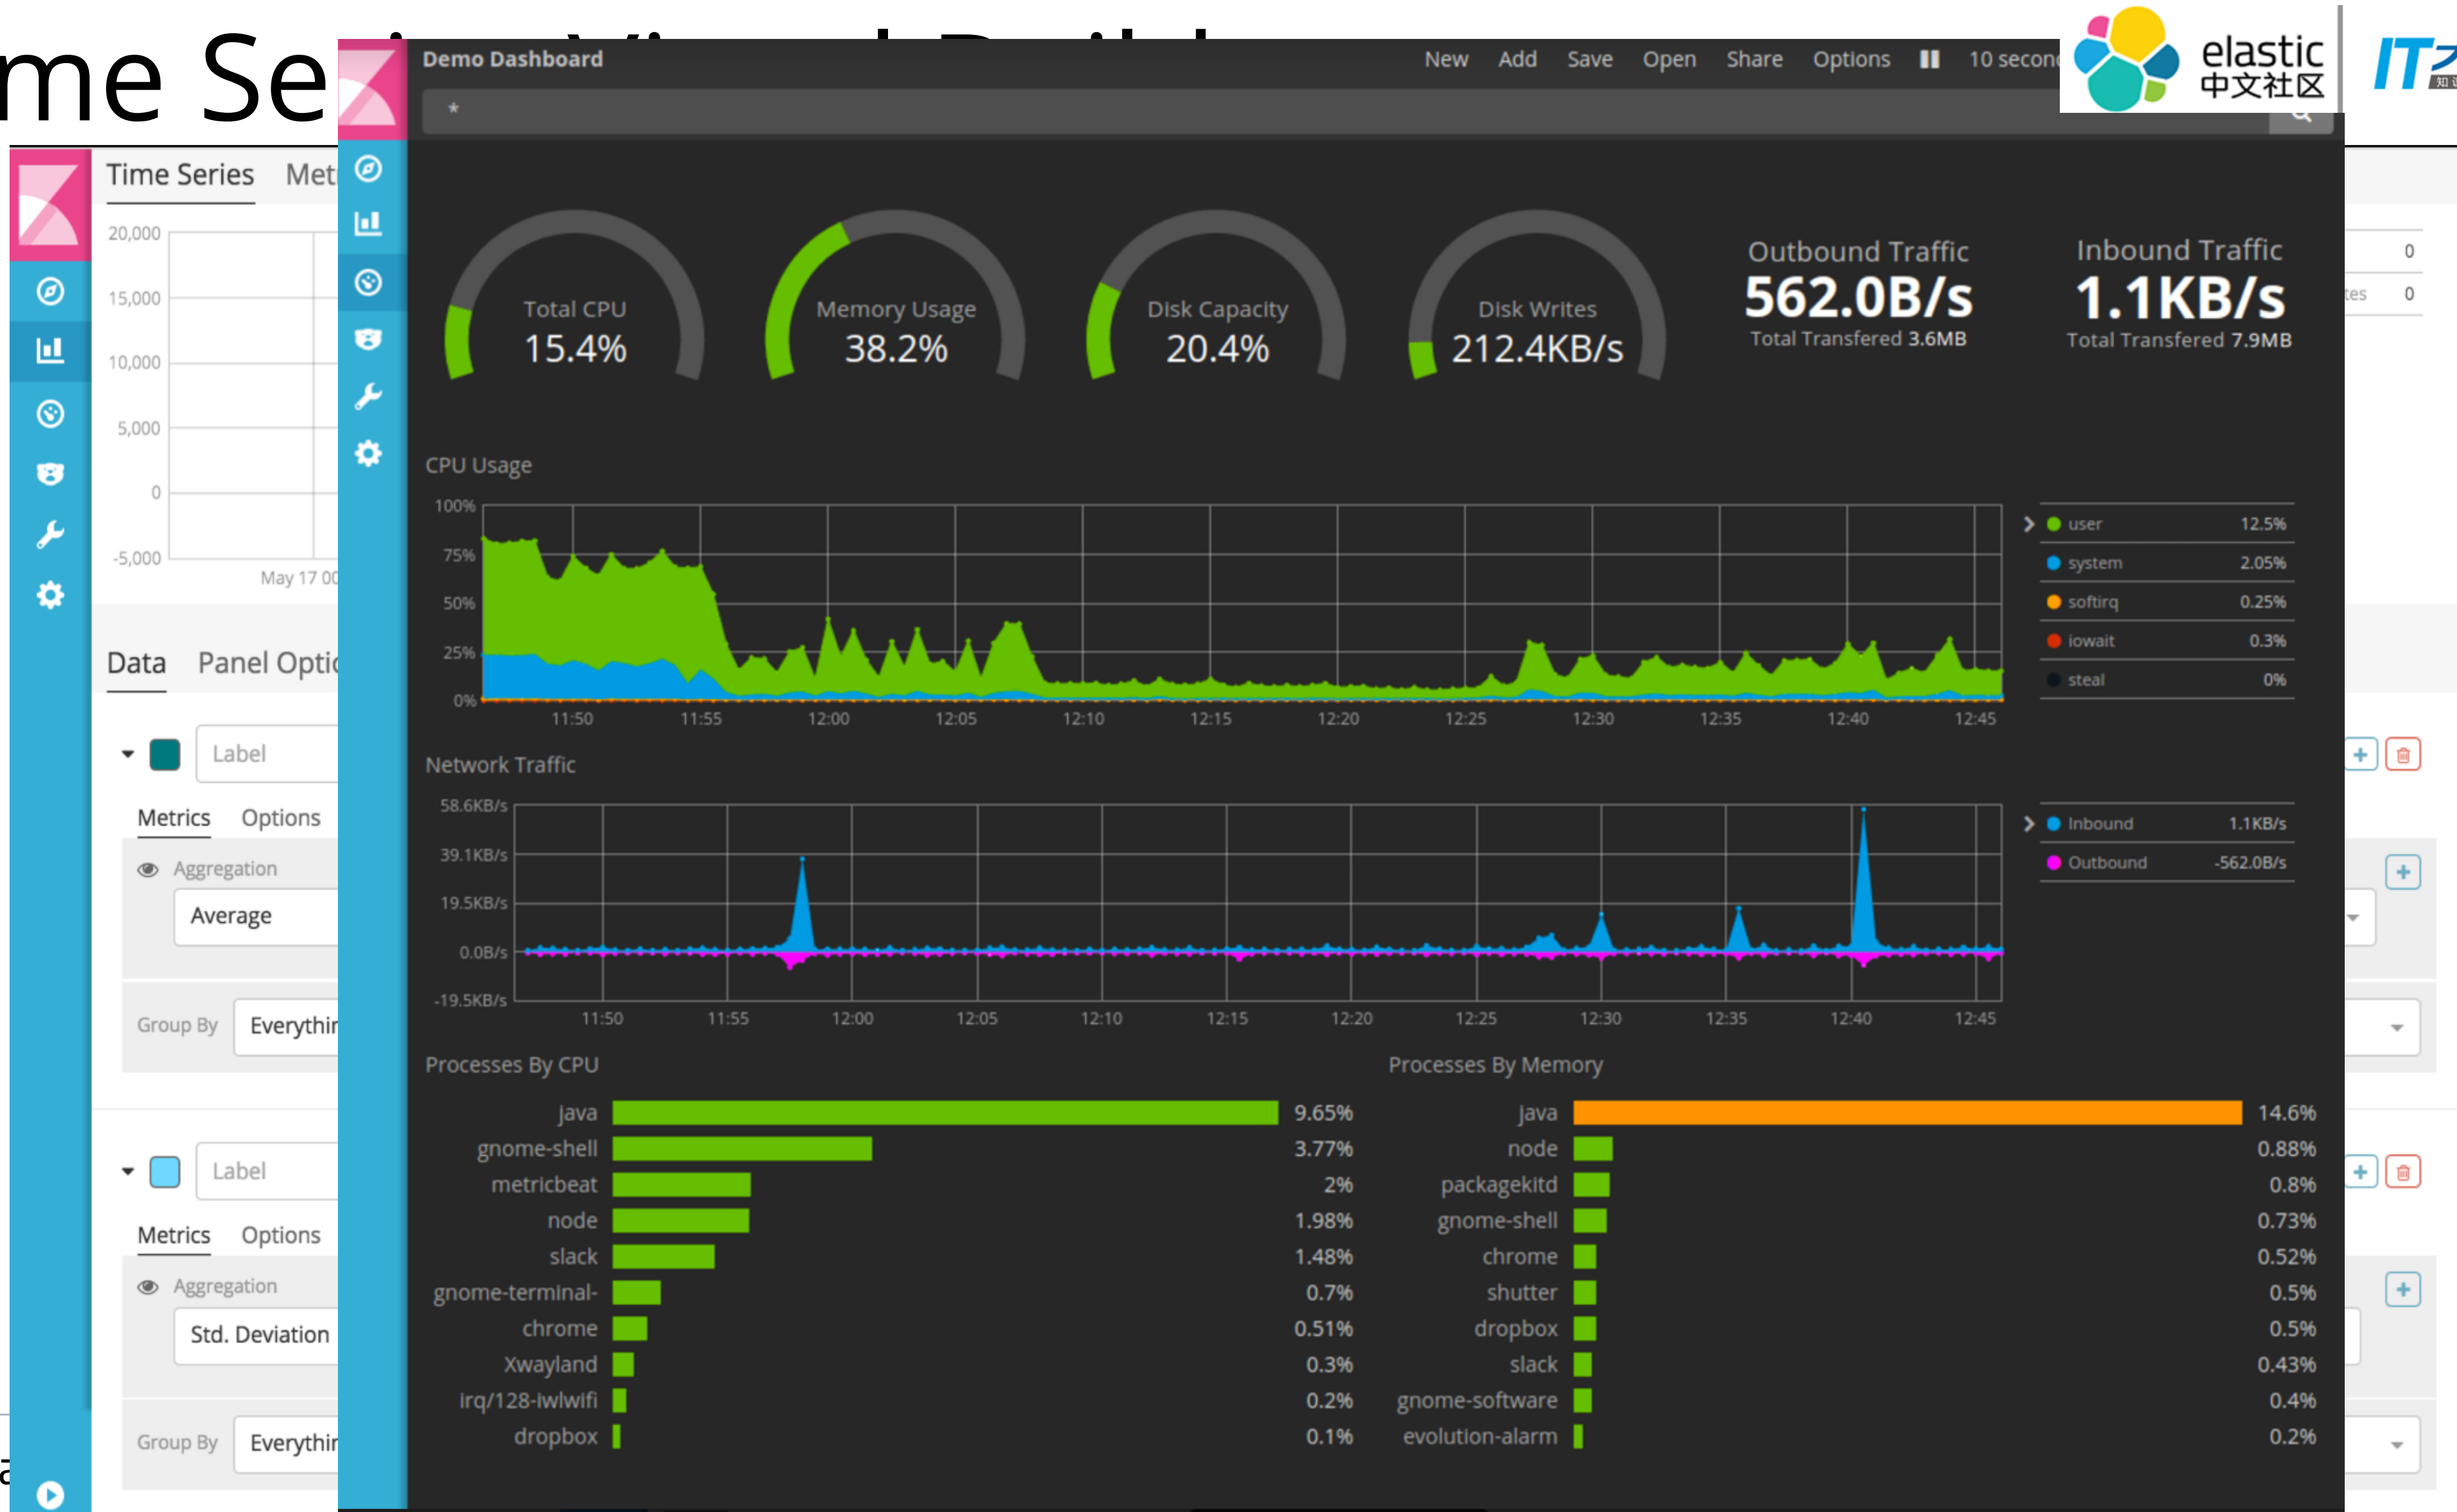 me Se
elastic
中文社区
IT
Demo Dashboard
New Add Save Open Share Options 10 second
*
Time Series Met
20,000
15,000
10,000
5,000
0
-5,000
May 17 00
0
tes 0
Total CPU
15.4%
Memory Usage
38.2%
Disk Capacity
20.4%
Disk Writes
212.4KB/s
Outbound Traffic
562.0B/s
Total Transfered 3.6MB
Inbound Traffic
1.1KB/s
Total Transfered 7.9MB
CPU Usage
100%
75%
50%
25%
0%
11:50 11:55 12:00 12:05 12:10 12:15 12:20 12:25 12:30 12:35 12:40 12:45
user 12.5%
system 2.05%
softirq 0.25%
iowait 0.3%
steal 0%
Network Traffic
58.6KB/s
39.1KB/s
19.5KB/s
0.0B/s
-19.5KB/s
11:50 11:55 12:00 12:05 12:10 12:15 12:20 12:25 12:30 12:35 12:40 12:45
Inbound 1.1KB/s
Outbound -562.0B/s
Processes By CPU
java 9.65%
gnome-shell 3.77%
metricbeat 2%
node 1.98%
slack 1.48%
gnome-terminal- 0.7%
chrome 0.51%
Xwayland 0.3%
irq/128-iwlwifi 0.2%
dropbox 0.1%
Processes By Memory
java 14.6%
node 0.88%
packagekitd 0.8%
gnome-shell 0.73%
chrome 0.52%
shutter 0.5%
dropbox 0.5%
slack 0.43%
gnome-software 0.4%
evolution-alarm 0.2%
Data Panel Optio
Label
Metrics Options
Aggregation
Average
Group By Everythin
Label
Metrics Options
Aggregation
Std. Deviation
Group By Everythin